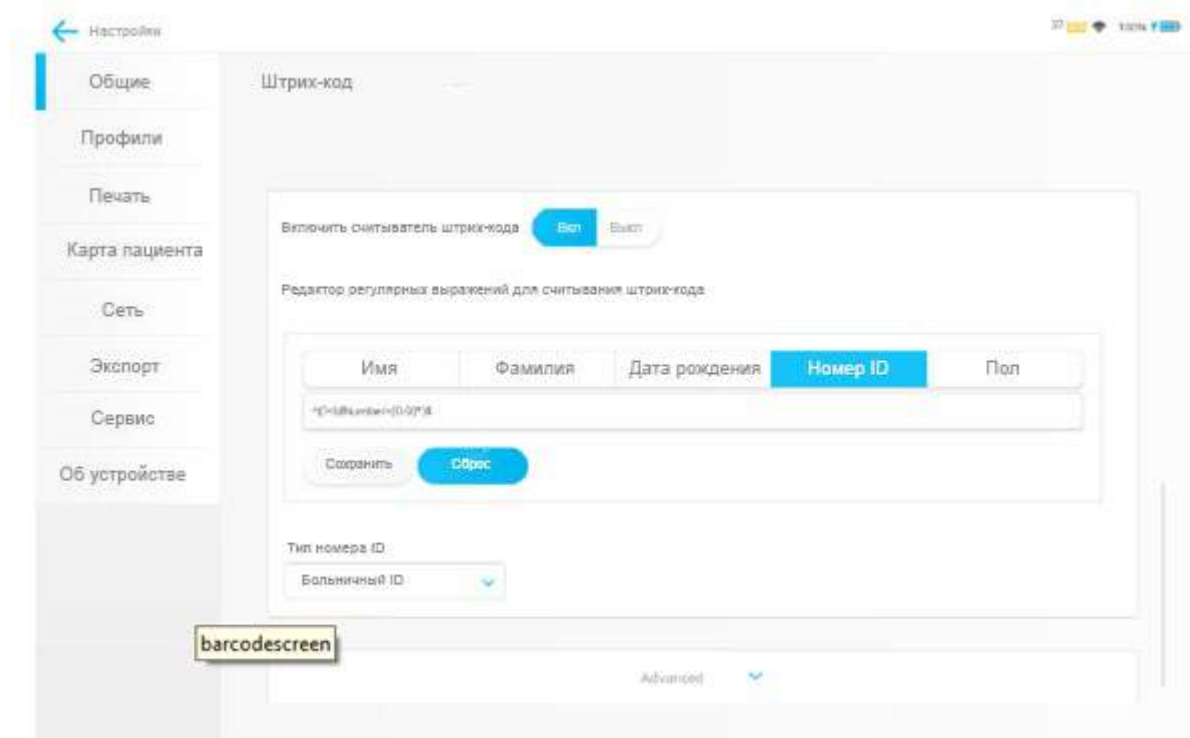 Настройки
100%
Общие
Штрих-код
Профили
Печать
Включить считыватель штрих-кода Вкл Выкл
Карта пациента
Редактор регулярных выражений для считывания штрих-кода
Сеть
Экспорт
Имя Фамилия Дата рождения Номер ID Пол
Сервис
Сохранить Сброс
Об устройстве
Тип номера ID
Больничный ID
barcodescreen
Advanced